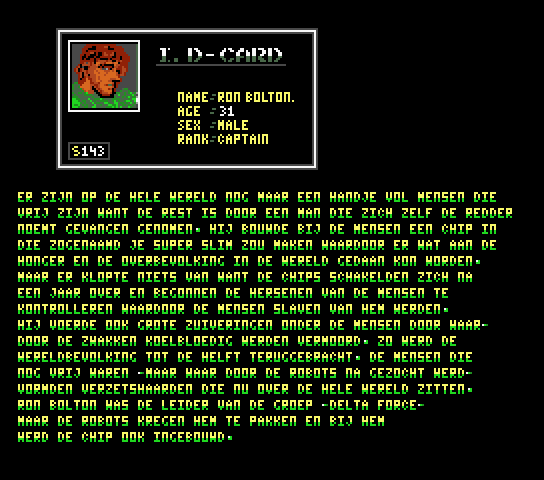 I. D-CARD
NAME=RON BOLTON.
AGE =31
SEX =MALE
RANK=CAPTAIN
S143
ER ZIJN OP DE HELE WERELD NOG MAAR EEN HANDJE VOL MENSEN DIE
VRIJ ZIJN WANT DE REST IS DOOR EEN MAN DIE ZICH ZELF DE REDDER
NOEMT GEVANGEN GENOMEN. HIJ BOUWDE BIJ DE MENSEN EEN CHIP IN
DIE ZOGENAAMD JE SUPER SLIM ZOU MAKEN WAARDOOR ER WAT AAN DE
HONGER EN DE OVERBEVOLKING IN DE WERELD GEDAAN KON WORDEN.
MAAR ER KLOPTE NIETS VAN WANT DE CHIPS SCHAKELDEN ZICH NA
EEN JAAR OVER EN BEGONNEN DE HERSENEN VAN DE MENSEN TE
KONTROLLEREN WAARDOOR DE MENSEN SLAVEN VAN HEM WERDEN.
HIJ VOERDE OOK GROTE ZUIVERINGEN ONDER DE MENSEN DOOR WAAR-
DOOR DE ZWAKKEN KOELBLOEDIG WERDEN VERMOORD. ZO WERD DE
WERELDBEVOLKING TOT DE HELFT TERUGGEBRACHT. DE MENSEN DIE
NOG VRIJ WAREN -MAAR WAAR DOOR DE ROBOTS NA GEZOCHT WERD-
VORMDEN VERZETSHAARDEN DIE NU OVER DE HELE WERELD ZITTEN.
RON BOLTON WAS DE LEIDER VAN DE GROEP -DELTA FORCE-
MAAR DE ROBOTS KREGEN HEM TE PAKKEN EN BIJ HEM
WERD DE CHIP OOK INGEBOUWD.